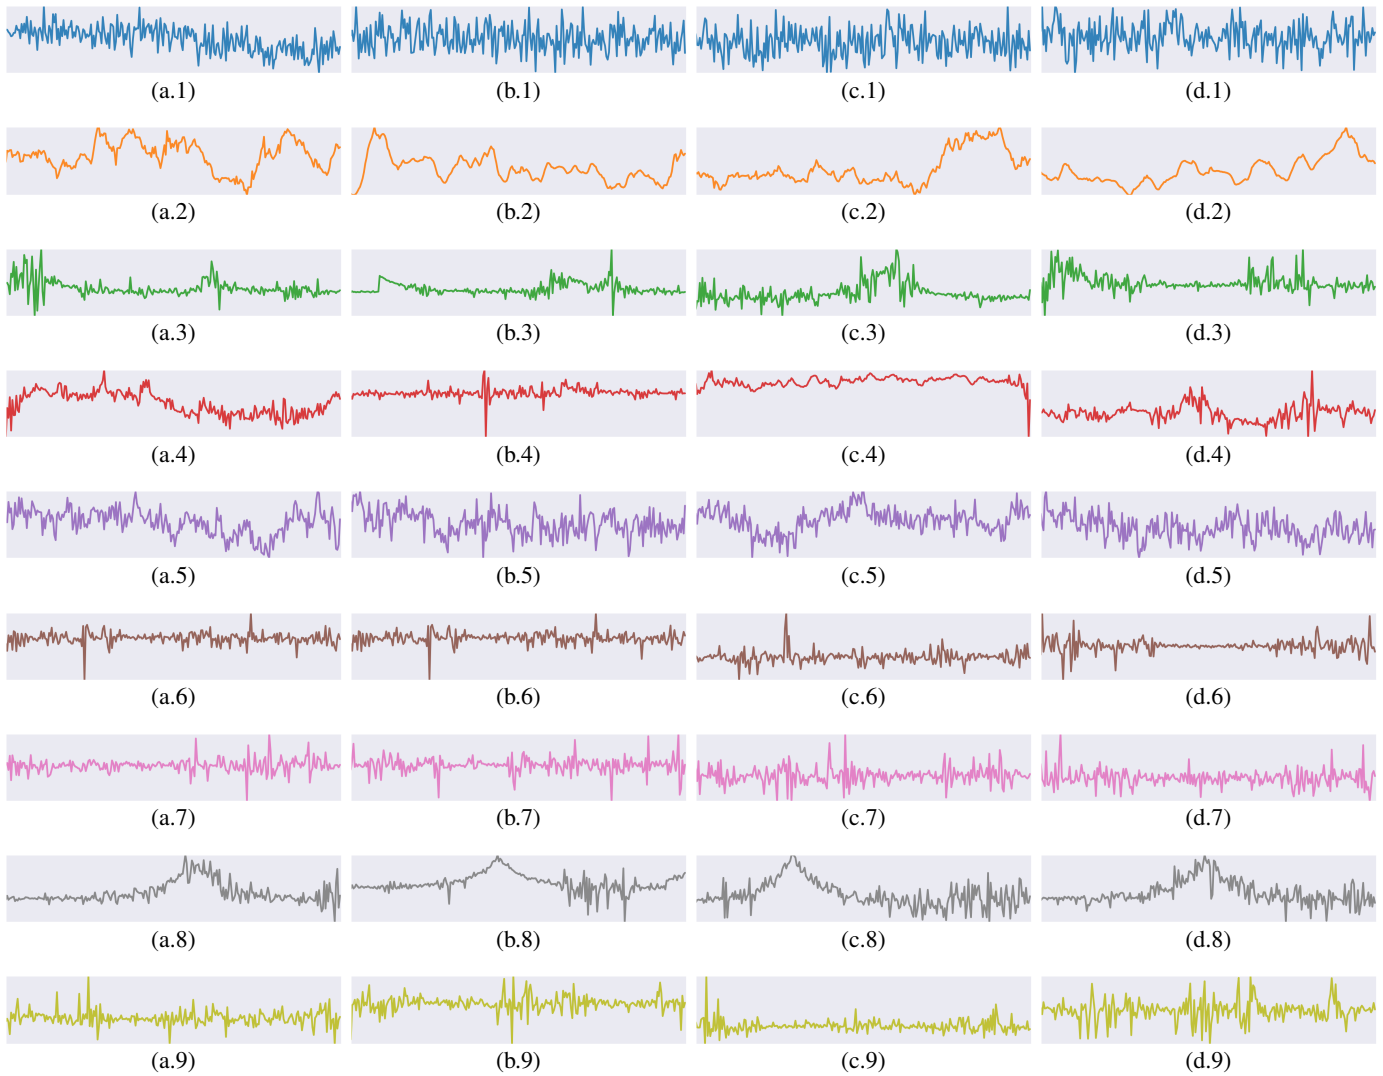 (a.1) (b.1) (c.1) (d.1)
(a.2) (b.2) (c.2) (d.2)
(a.3) (b.3) (c.3) (d.3)
(a.4) (b.4) (c.4) (d.4)
(a.5) (b.5) (c.5) (d.5)
(a.6) (b.6) (c.6) (d.6)
(a.7) (b.7) (c.7) (d.7)
(a.8) (b.8) (c.8) (d.8)
(a.9) (b.9) (c.9) (d.9)